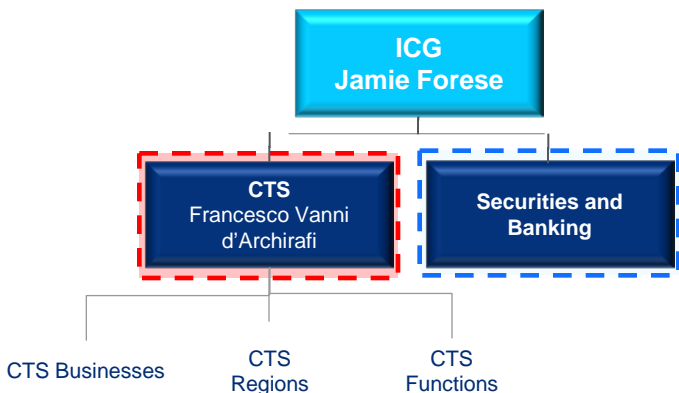 ICG
Jamie Forese
CTS
Francesco Vanni
d’Archirafi
Securities and
Banking
CTS Businesses
CTS
Regions
CTS
Functions